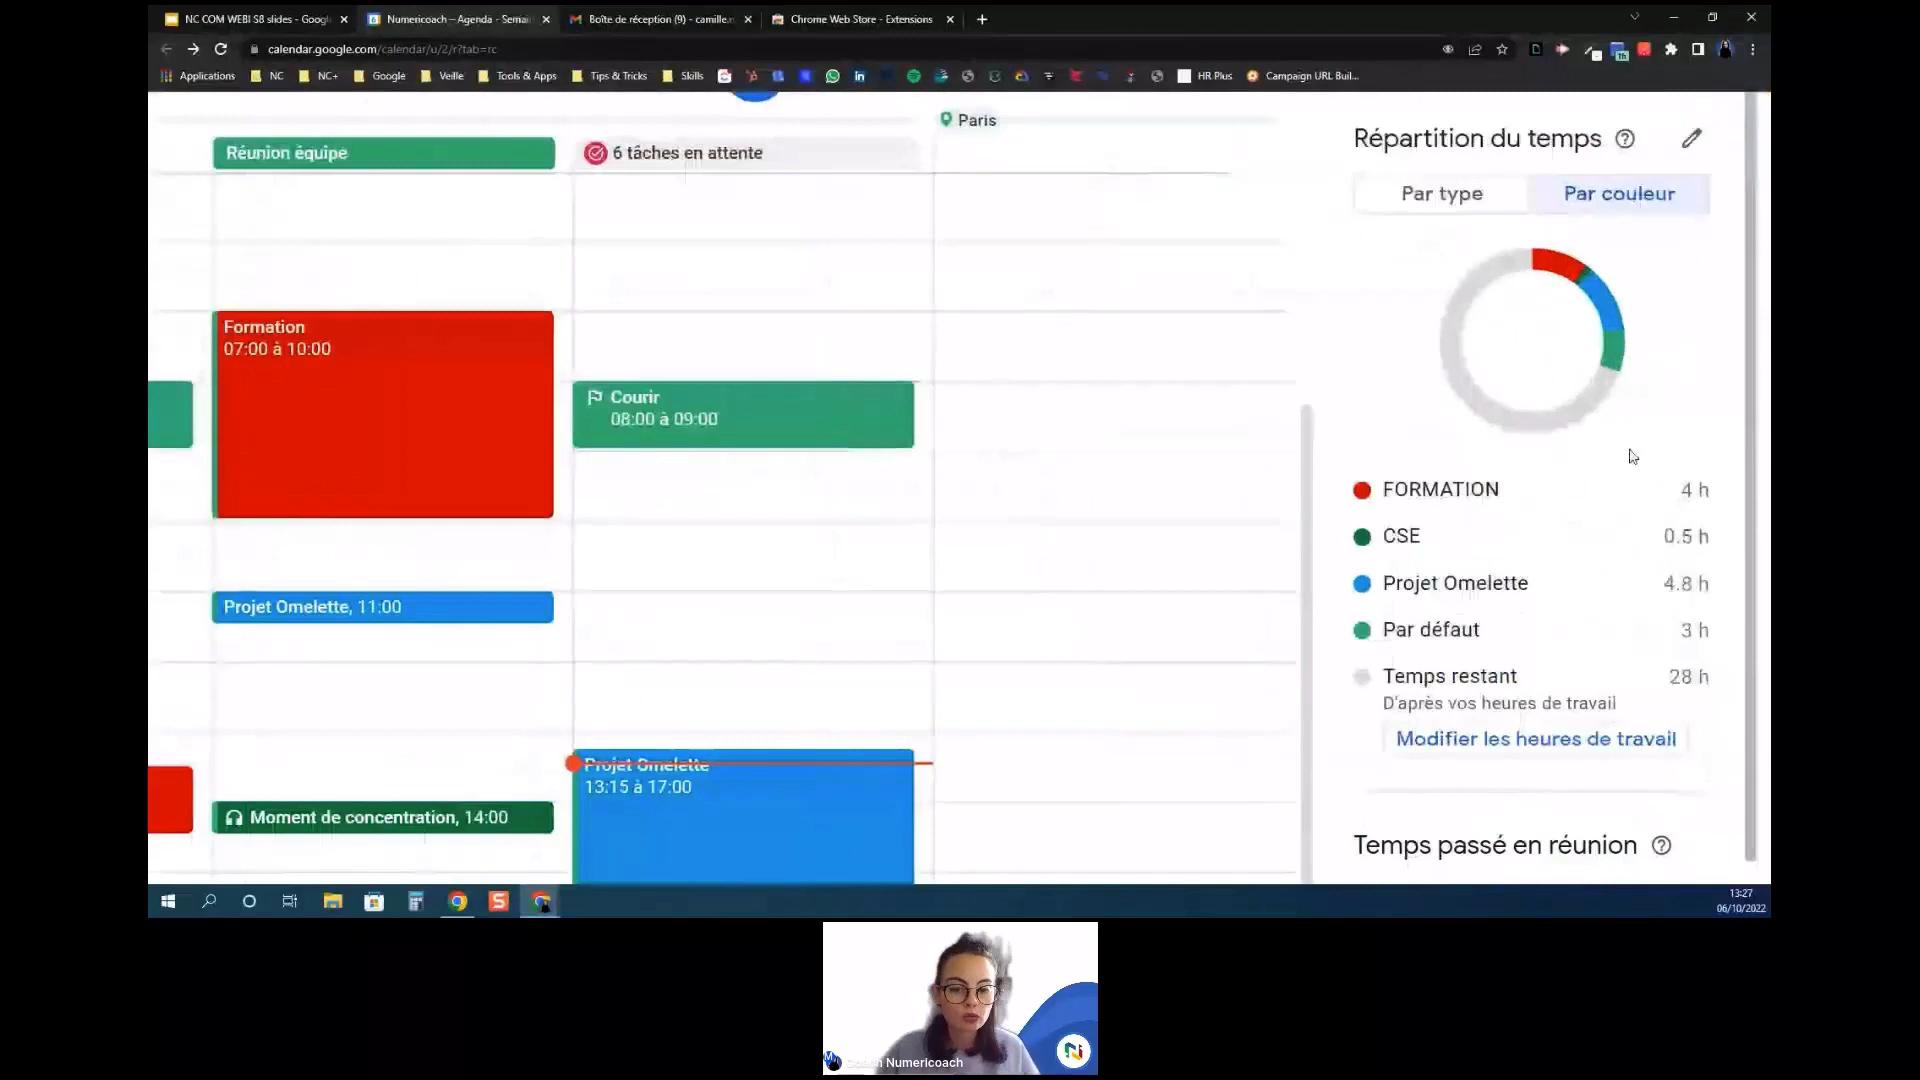 NC COM WEBI S8 slides - Googl
Numericoach – Agenda - Semai
Boîte de réception (9) - camille.n
Chrome Web Store - Extensions
calendar.google.com/calendar/u/2/r?tab=rc
Applications
NC
NC+
Google
Veille
Tools & Apps
Tips & Tricks
Skills
HR Plus
Campaign URL Buil...
Paris
Réunion équipe
6 tâches en attente
Formation
07:00 à 10:00
Courir
08:00 à 09:00
Projet Omelette, 11:00
Projet Omelette
13:15 à 17:00
Moment de concentration, 14:00
Répartition du temps
Par type
Par couleur
FORMATION 4 h
CSE 0.5 h
Projet Omelette 4.8 h
Par défaut 3 h
Temps restant 28 h
D'après vos heures de travail
Modifier les heures de travail
Temps passé en réunion
13:27
06/10/2022
Numericoach